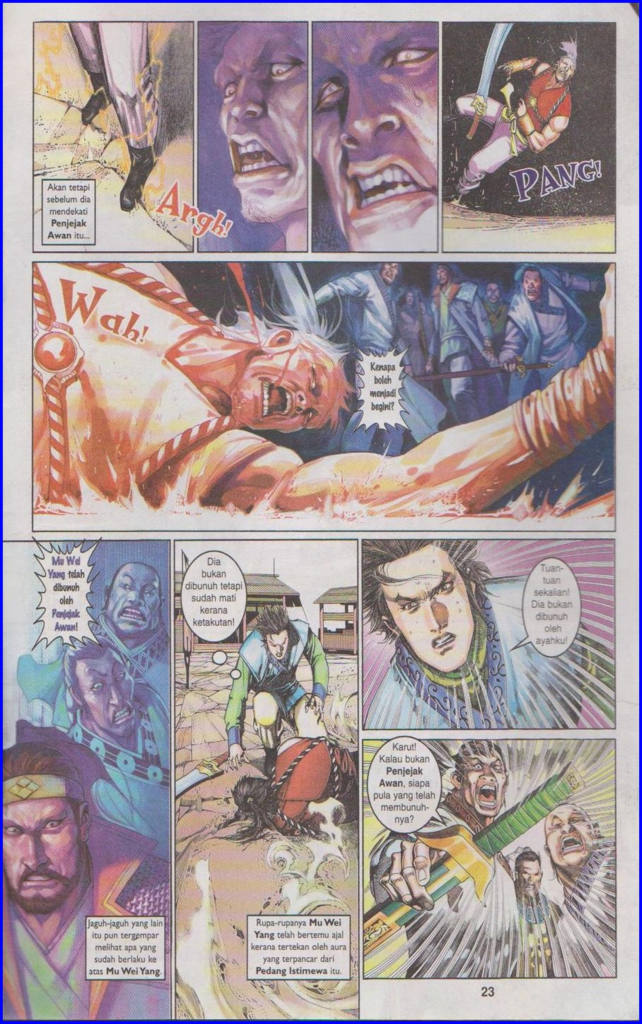 Akan tetapi
sebelum dia
mendekati
Penjejak
Awan itu...
Argh!
PANG!
Wah!
Kenapa
boleh
menjadi
begini?
Mu Wei
Yang telah
dibunuh
oleh
Penjejak
Awan!
Jaguh-jaguh yang lain
itu pun tergempar
melihat apa yang
sudah berlaku ke
atas Mu Wei Yang.
Dia
bukan
dibunuh tetapi
sudah mati
kerana
ketakutan!
Rupa-rupanya Mu Wei
Yang telah bertemu ajal
kerana tertekan oleh aura
yang terpancar dari
Pedang Istimewa itu.
Tuan-
tuan
sekalian!
Dia bukan
dibunuh
oleh
ayahku!
Karut!
Kalau bukan
Penjejak
Awan, siapa
pula yang telah
membunuh-
nya?
23